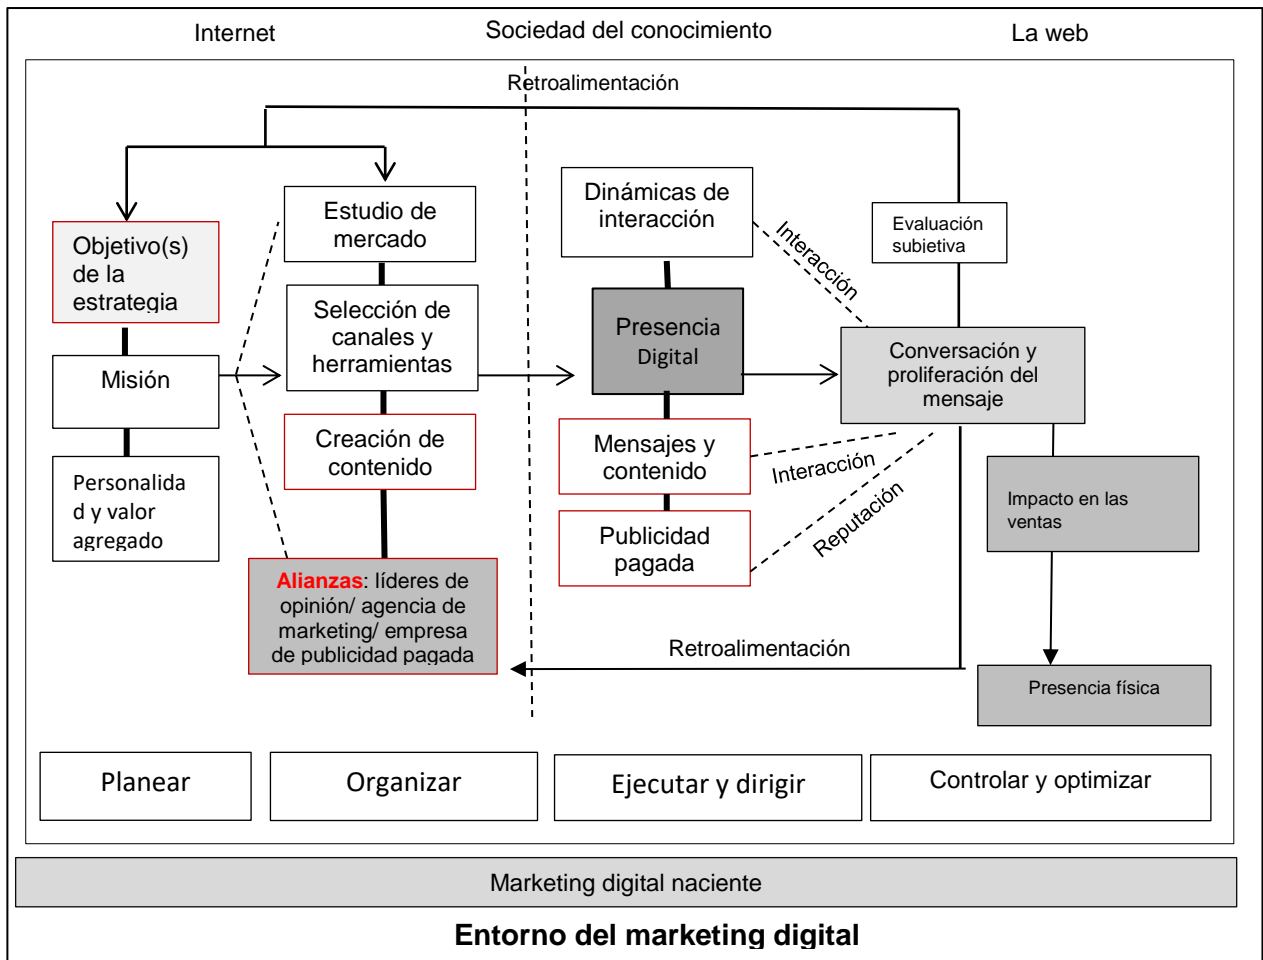 Internet
Sociedad del conocimiento
La web
Retroalimentación
Objetivo(s)
de la
estrategia
Misión
Personalida
d y valor
agregado
Estudio de
mercado
Selección de
canales y
herramientas
Creación de
contenido
Alianzas: líderes de
opinión/ agencia de
marketing/ empresa
de publicidad pagada
Dinámicas de
interacción
Presencia
Digital
Mensajes y
contenido
Publicidad
pagada
Interacción
Interacción
Reputación
Evaluación
subjetiva
Conversación y
proliferación del
mensaje
Impacto en las
ventas
Retroalimentación
Presencia física
Planear
Organizar
Ejecutar y dirigir
Controlar y optimizar
Marketing digital naciente
Entorno del marketing digital